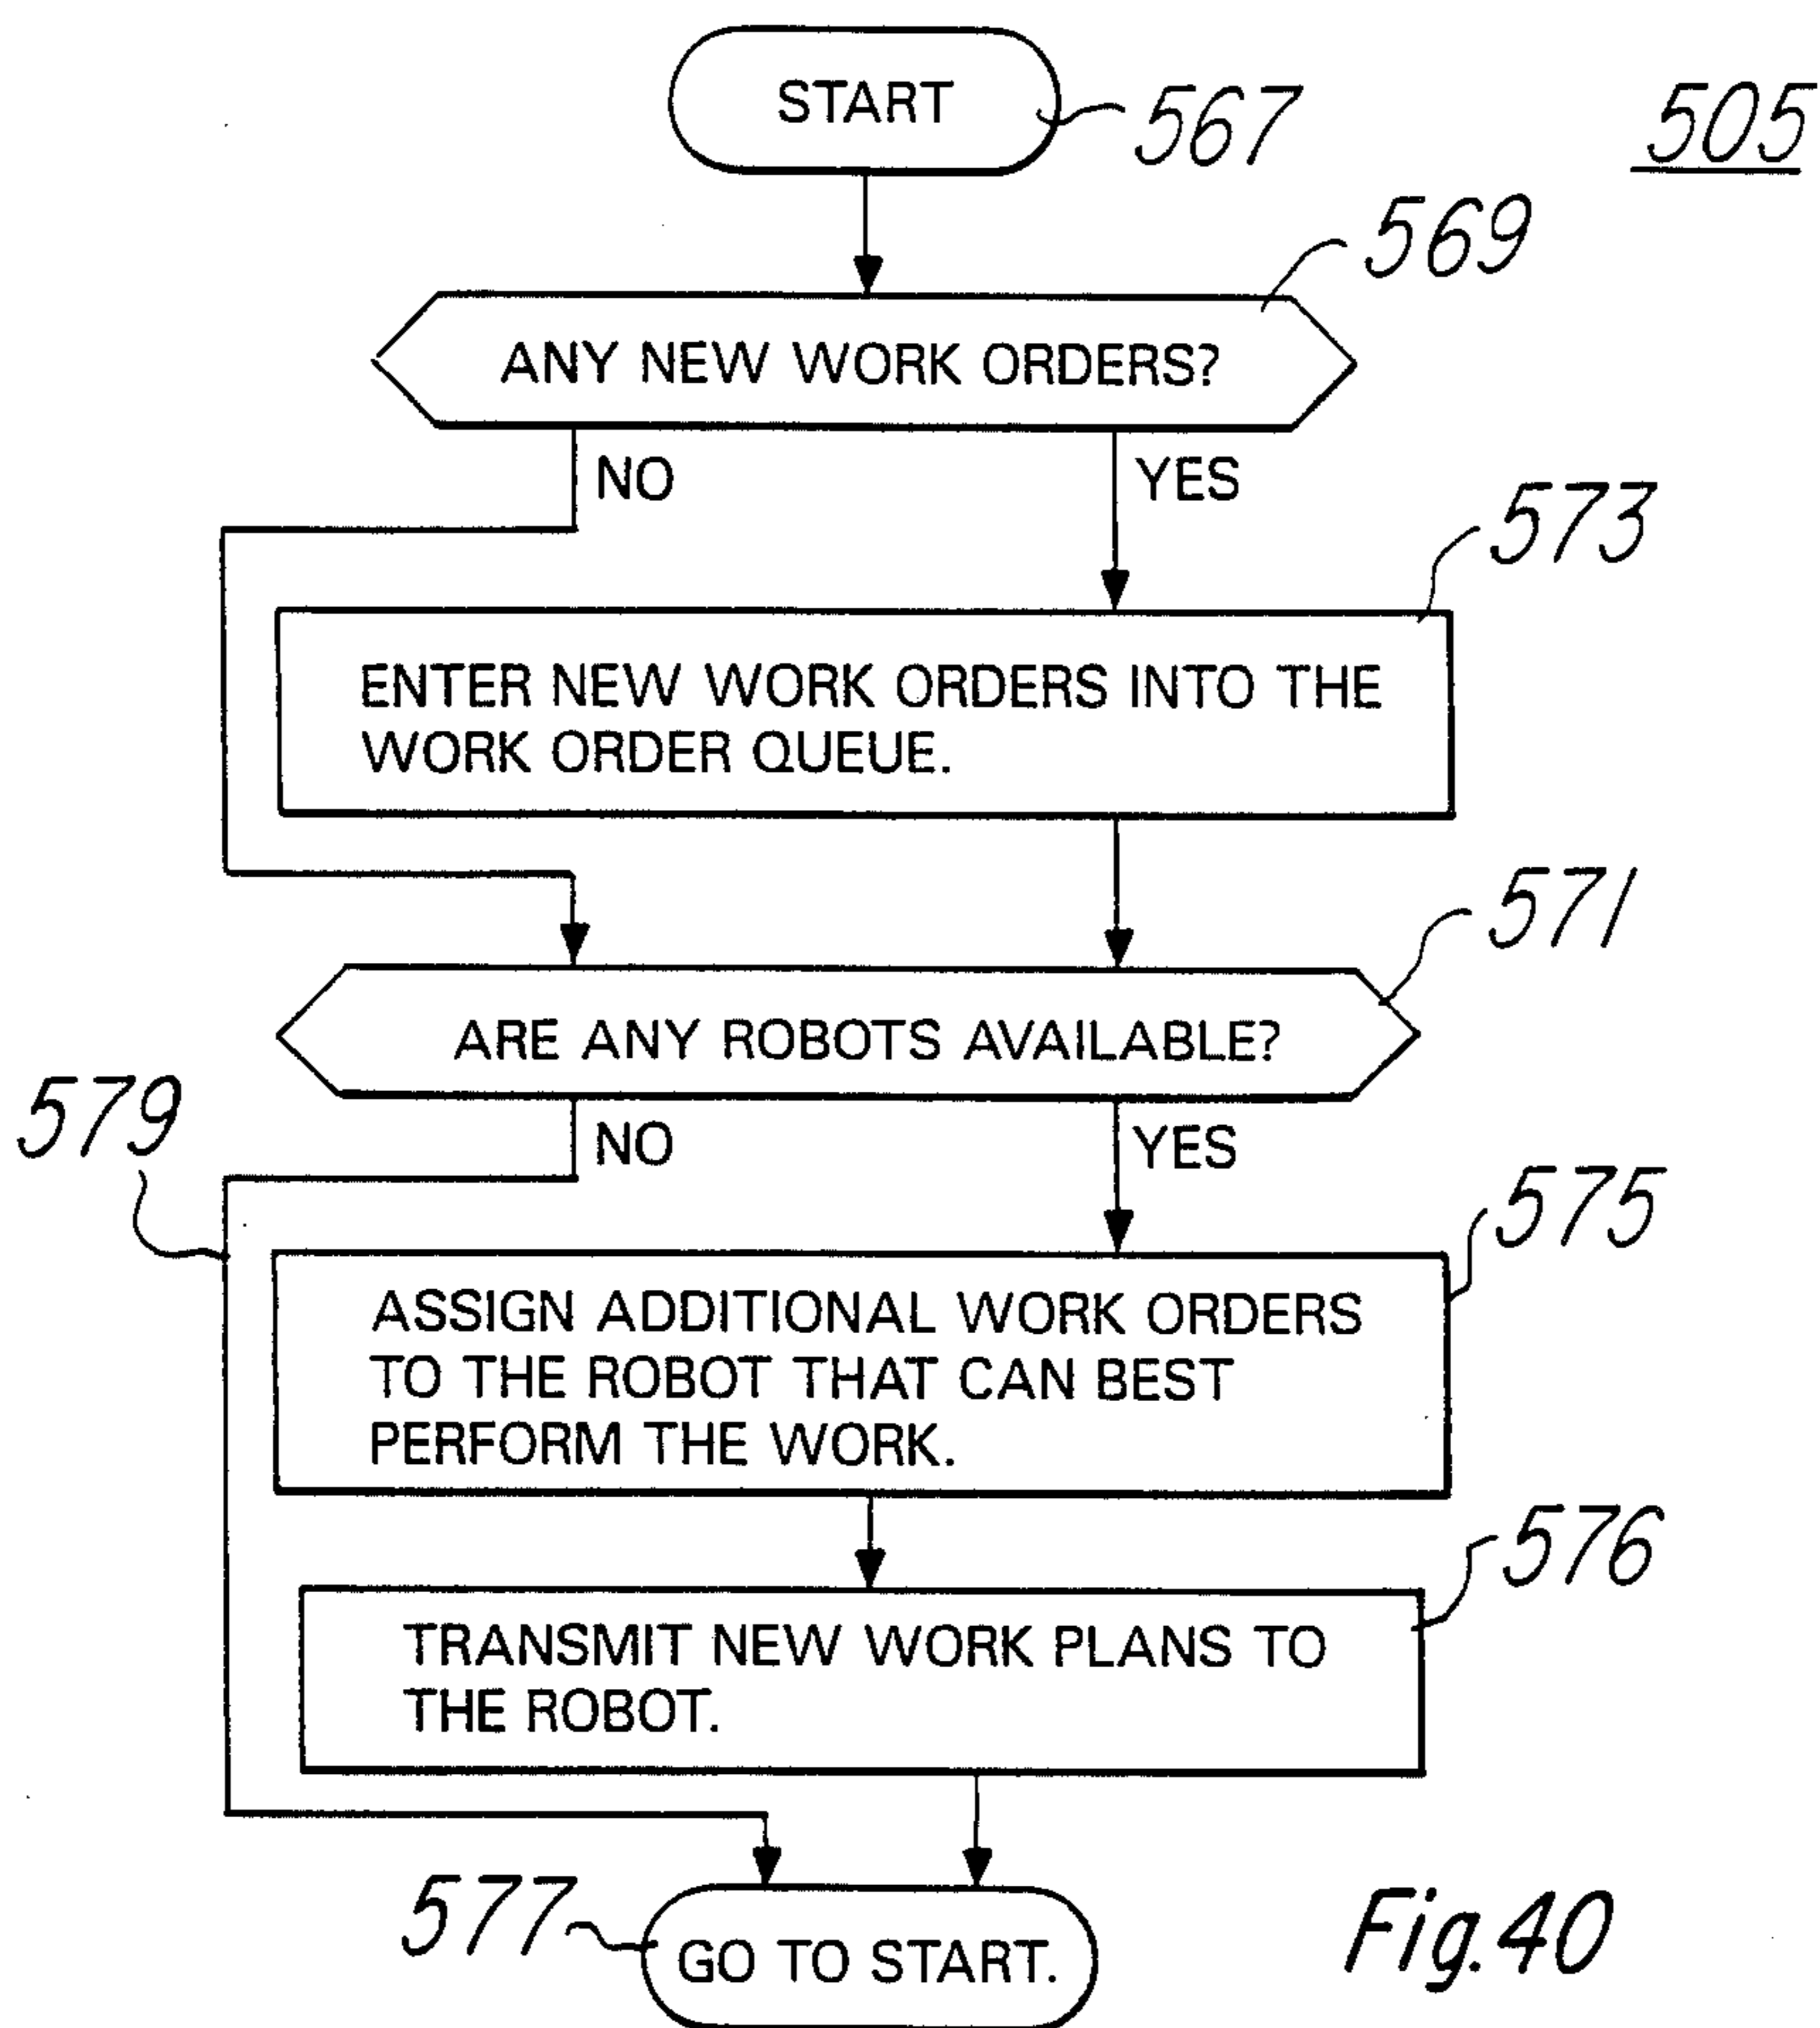 START
567
505
569
ANY NEW WORK ORDERS?
NO
YES
573
ENTER NEW WORK ORDERS INTO THE
WORK ORDER QUEUE.
571
ARE ANY ROBOTS AVAILABLE?
579
NO
YES
575
ASSIGN ADDITIONAL WORK ORDERS
TO THE ROBOT THAT CAN BEST
PERFORM THE WORK.
576
TRANSMIT NEW WORK PLANS TO
THE ROBOT.
577
GO TO START.
Fig.40